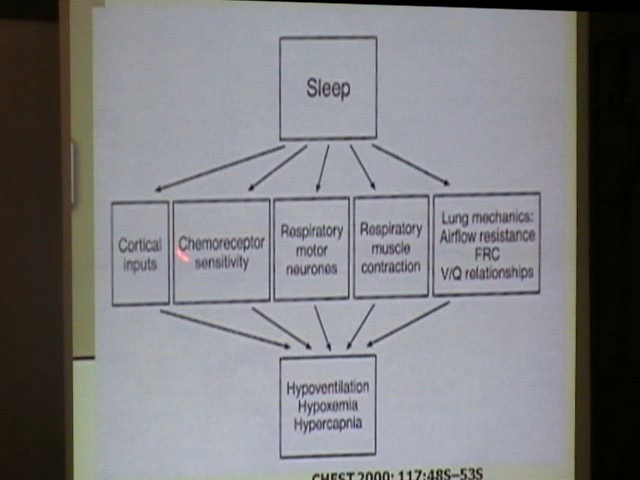 Sleep
Cortical
inputs
Chemoreceptor
sensitivity
Respiratory
motor
neurones
Respiratory
muscle
contraction
Lung mechanics:
Airflow resistance
FRC
V/Q relationships
Hypoventilation
Hypoxemia
Hypercapnia
CHEST 2000; 117:48S–53S